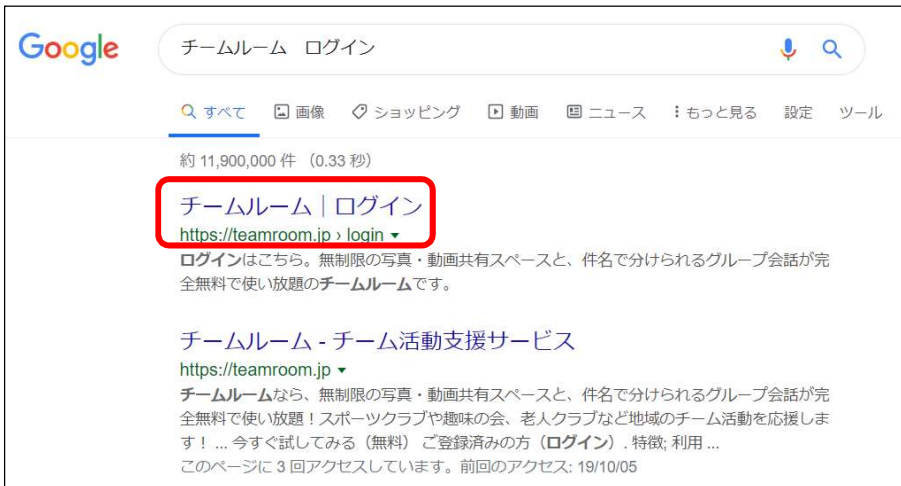 Google
チームルーム　ログイン
すべて 画像 ショッピング 動画 ニュース もっと見る 設定 ツール
約 11,900,000 件 （0.33 秒）
チームルーム｜ログイン
https://teamroom.jp › login
ログインはこちら。無制限の写真・動画共有スペースと、件名で分けられるグループ会話が完
全無料で使い放題のチームルームです。
チームルーム - チーム活動支援サービス
https://teamroom.jp
チームルームなら、無制限の写真・動画共有スペースと、件名で分けられるグループ会話が完
全無料で使い放題！スポーツクラブや趣味の会、老人クラブなど地域のチーム活動を応援しま
す！ ... 今すぐ試してみる（無料） ご登録済みの方（ログイン）. 特徴; 利用 ...
このページに 3 回アクセスしています。前回のアクセス: 19/10/05